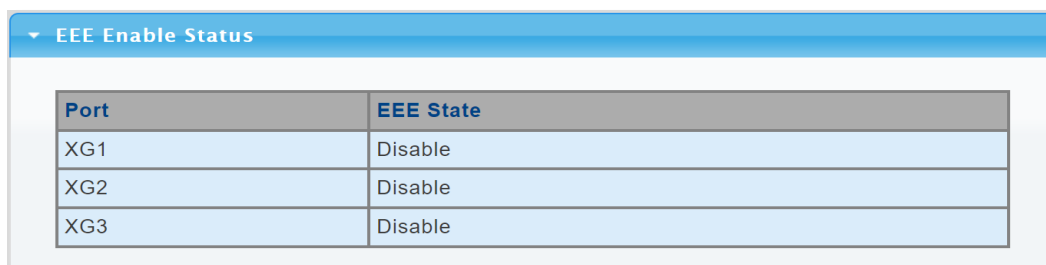 EEE Enable Status
Port EEE State
XG1 Disable
XG2 Disable
XG3 Disable